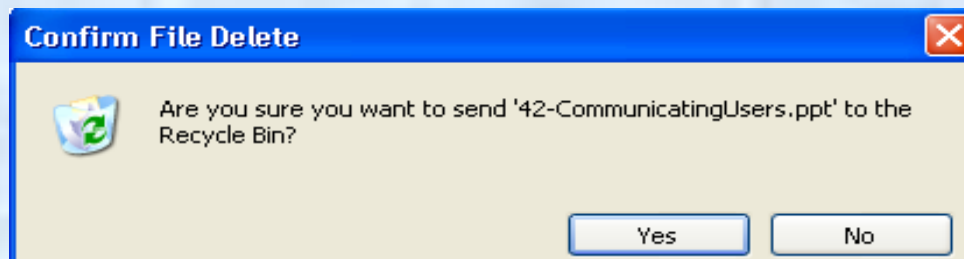 Confirm File Delete
Are you sure you want to send '42-CommunicatingUsers.ppt' to the
Recycle Bin?
Yes No